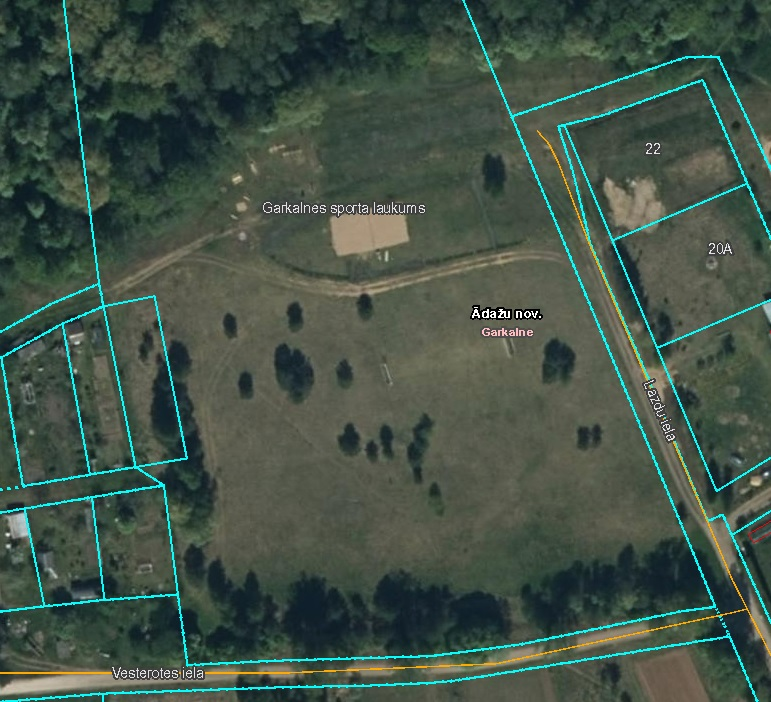 22
Garkalnes sporta laukums
20A
Ādažu nov.
Garkalne
Lazdu iela
Vesterotes iela